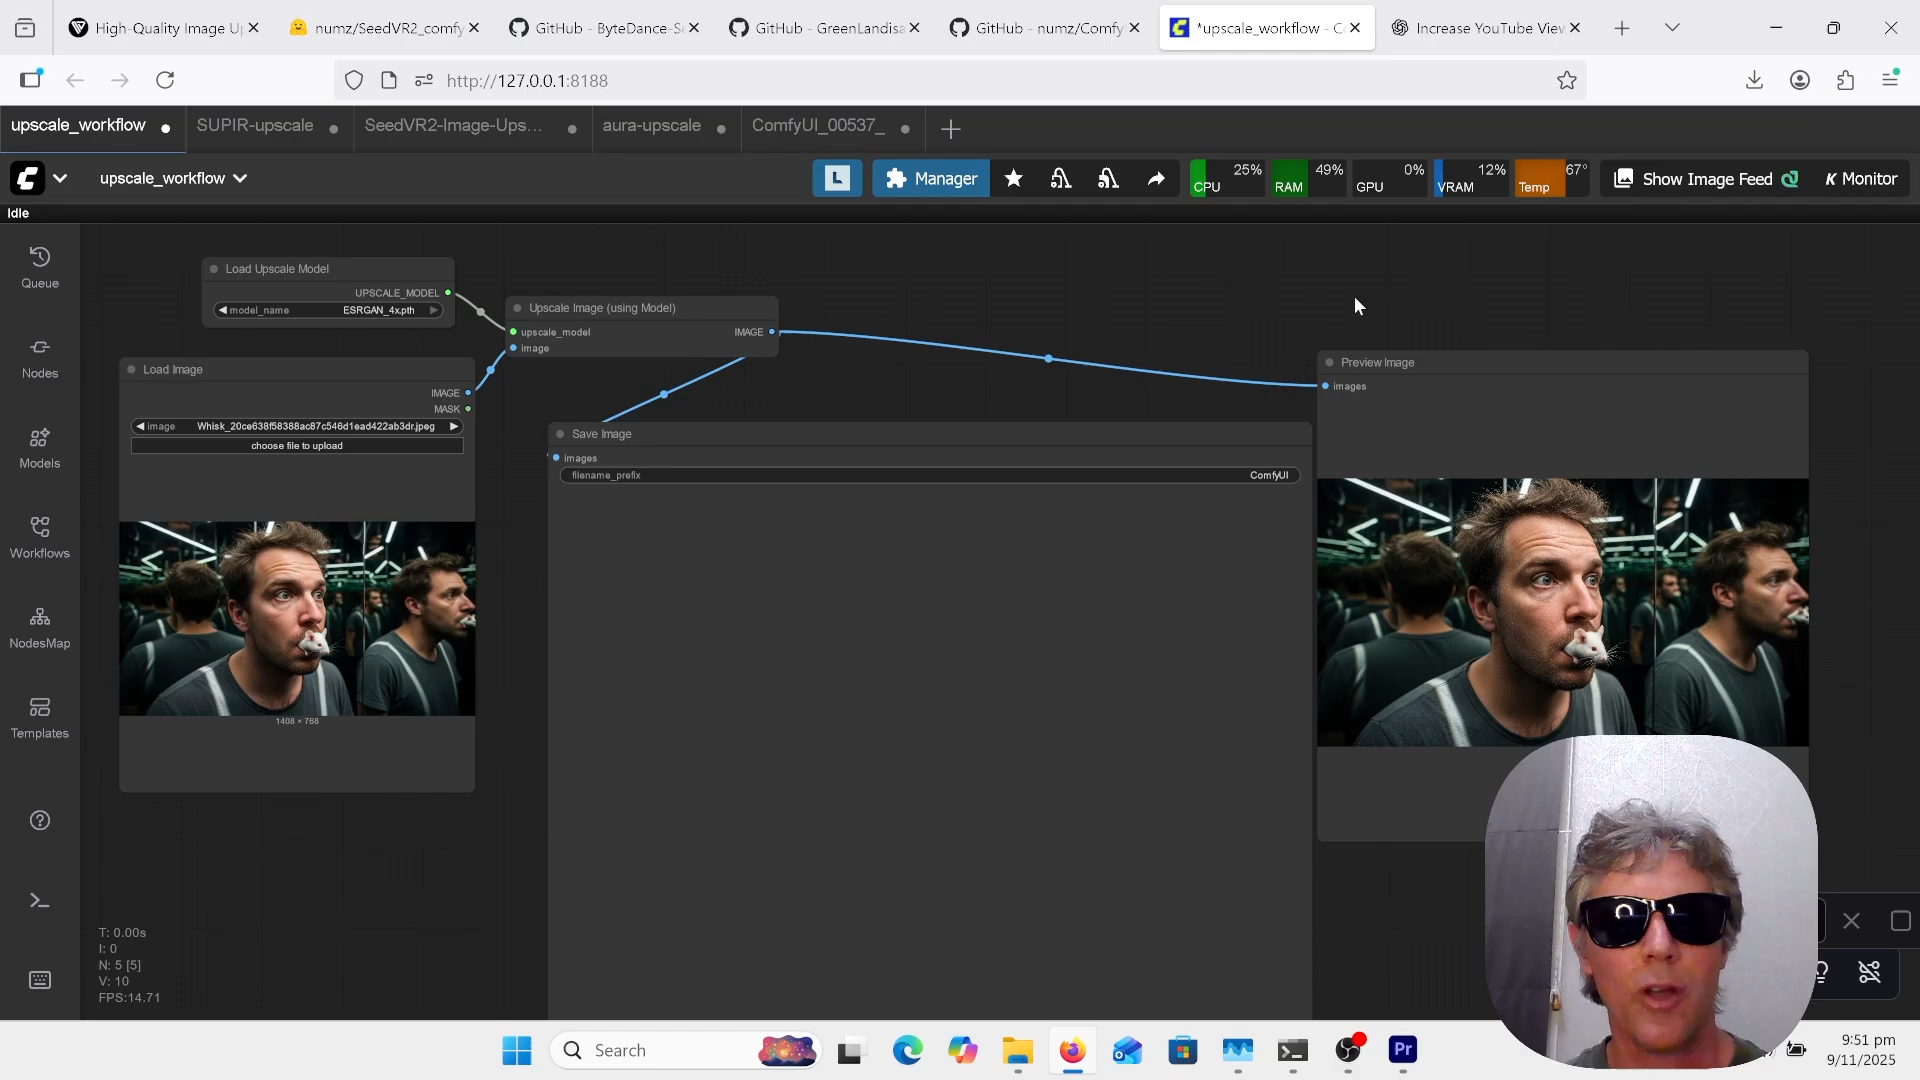 High-Quality Image U
numz/SeedVR2_comfy
GitHub - ByteDance-Se
GitHub - GreenLandisa
GitHub - numz/Comfy
*upscale_workflow - C
Increase YouTube View
http://127.0.0.1:8188
upscale_workflow
SUPIR-upscale
SeedVR2-Image-Ups...
aura-upscale
ComfyUI_00537_
upscale_workflow
L
Manager
CPU
25%
RAM
49%
GPU
0%
VRAM
12%
Temp
67°
Show Image Feed
K Monitor
Idle
Queue
Nodes
Models
Workflows
NodesMap
Templates
Load Upscale Model
UPSCALE_MODEL
model_name
ESRGAN_4x.pth
Upscale Image (using Model)
upscale_model
IMAGE
image
Load Image
IMAGE
MASK
image
Whisk_20ce638f58388ac87c546d1ead422ab3dr.jpeg
choose file to upload
1408 × 768
Save Image
images
filename_prefix
ComfyUI
Preview Image
images
T: 0.00s
I: 0
N: 5 [5]
V: 10
FPS:14.71
Search
Pr
9:51 pm
9/11/2025